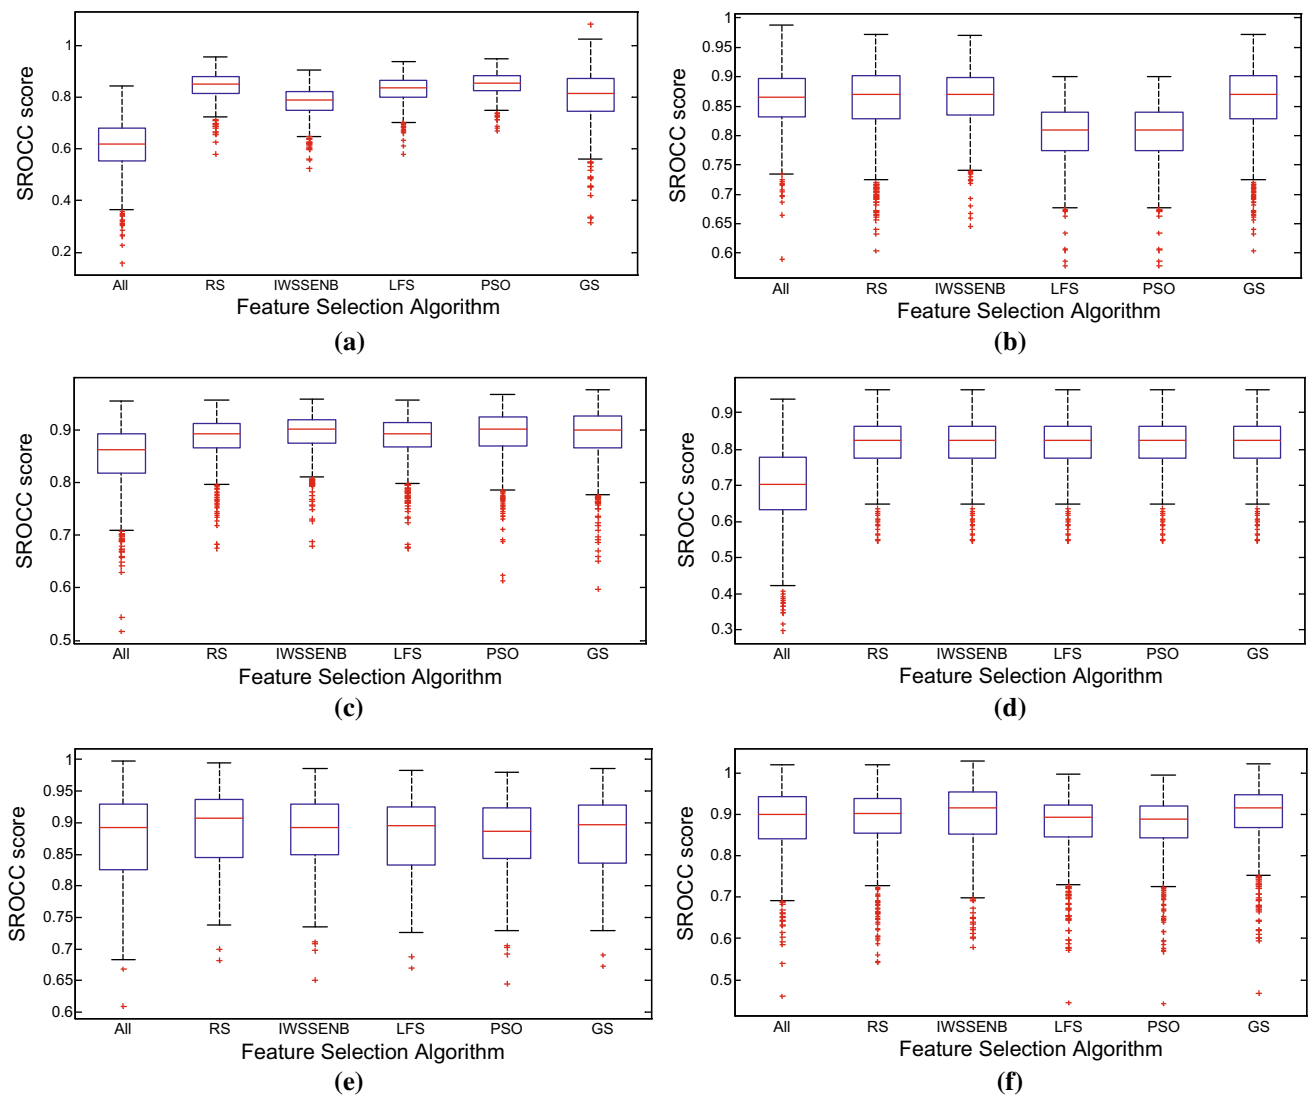 SROCC score
1
0.8
0.6
0.4
0.2
All RS IWSSENB LFS PSO GS
Feature Selection Algorithm
(a)
SROCC score
1
0.95
0.9
0.85
0.8
0.75
0.7
0.65
0.6
All RS IWSSENB LFS PSO GS
Feature Selection Algorithm
(b)
SROCC score
0.9
0.8
0.7
0.6
0.5
All RS IWSSENB LFS PSO GS
Feature Selection Algorithm
(c)
SROCC score
0.9
0.8
0.7
0.6
0.5
0.4
0.3
All RS IWSSENB LFS PSO GS
Feature Selection Algorithm
(d)
SROCC score
1
0.95
0.9
0.85
0.8
0.75
0.7
0.65
0.6
All RS IWSSENB LFS PSO GS
Feature Selection Algorithm
(e)
SROCC score
1
0.9
0.8
0.7
0.6
0.5
All RS IWSSENB LFS PSO GS
Feature Selection Algorithm
(f)